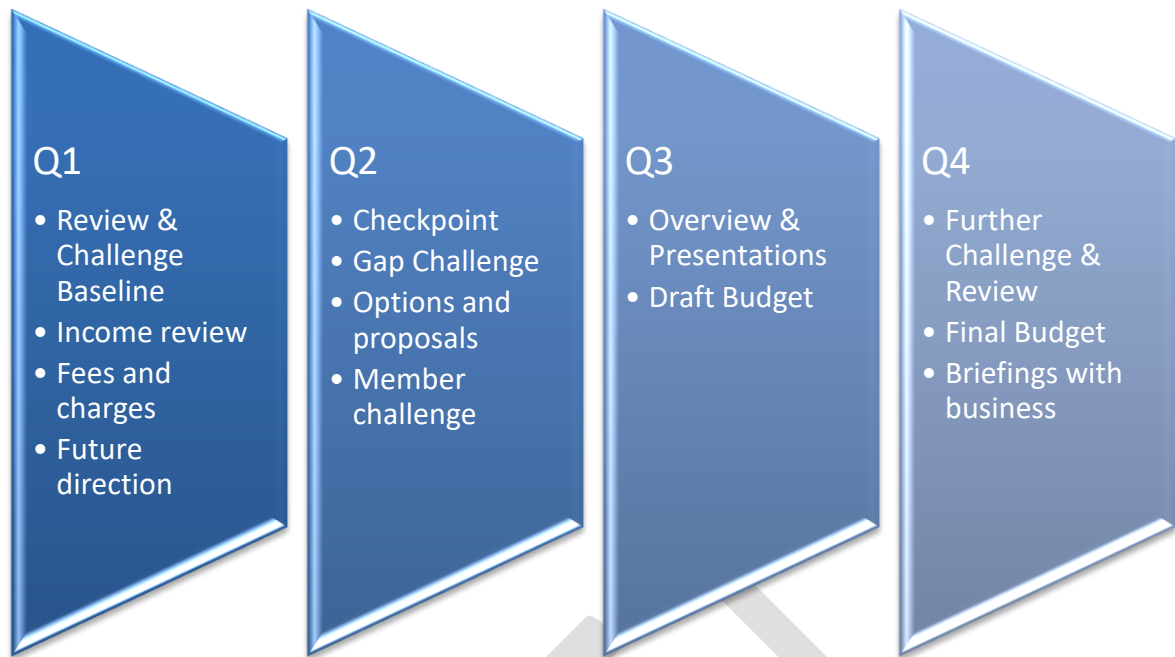 Q1
• Review &
Challenge
Baseline
• Income review
• Fees and
charges
• Future
direction
Q2
• Checkpoint
• Gap Challenge
• Options and
proposals
• Member
challenge
Q3
• Overview &
Presentations
• Draft Budget
Q4
• Further
Challenge &
Review
• Final Budget
• Briefings with
business